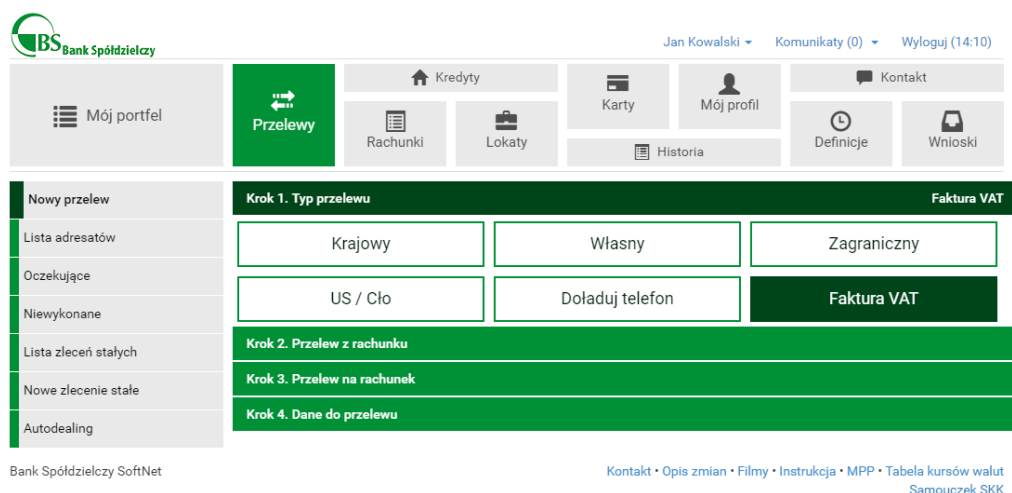 BS Bank Spółdzielczy
Jan Kowalski Komunikaty (0) Wyloguj (14:10)
Mój portfel
Przelewy
Kredyty
Rachunki
Lokaty
Karty
Mój profil
Historia
Kontakt
Definicje
Wnioski
Nowy przelew
Lista adresatów
Oczekujące
Niewykonane
Lista zleceń stałych
Nowe zlecenie stałe
Autodealing
Krok 1. Typ przelewu Faktura VAT
Krajowy Własny Zagraniczny
US / Cło Doładuj telefon Faktura VAT
Krok 2. Przelew z rachunku
Krok 3. Przelew na rachunek
Krok 4. Dane do przelewu
Bank Spółdzielczy SoftNet
Kontakt • Opis zmian • Filmy • Instrukcja • MPP • Tabela kursów walut
Samouczek SKK